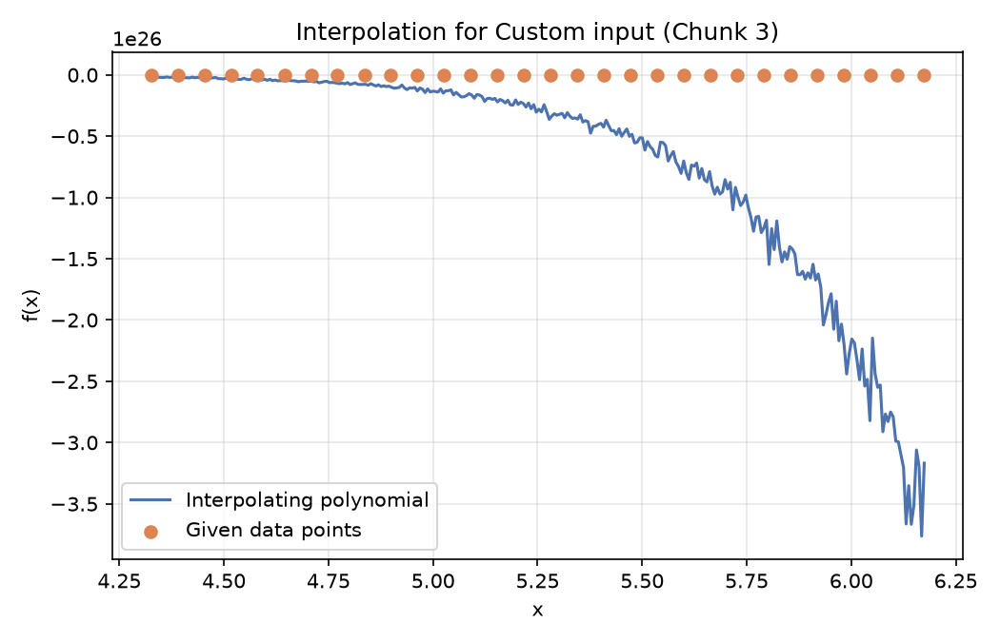 Interpolation for Custom input (Chunk 3)
1e26
0.0
−0.5
−1.0
−1.5
−2.0
−2.5
−3.0
−3.5
f(x)
Interpolating polynomial
Given data points
4.25 4.50 4.75 5.00 5.25 5.50 5.75 6.00 6.25
x